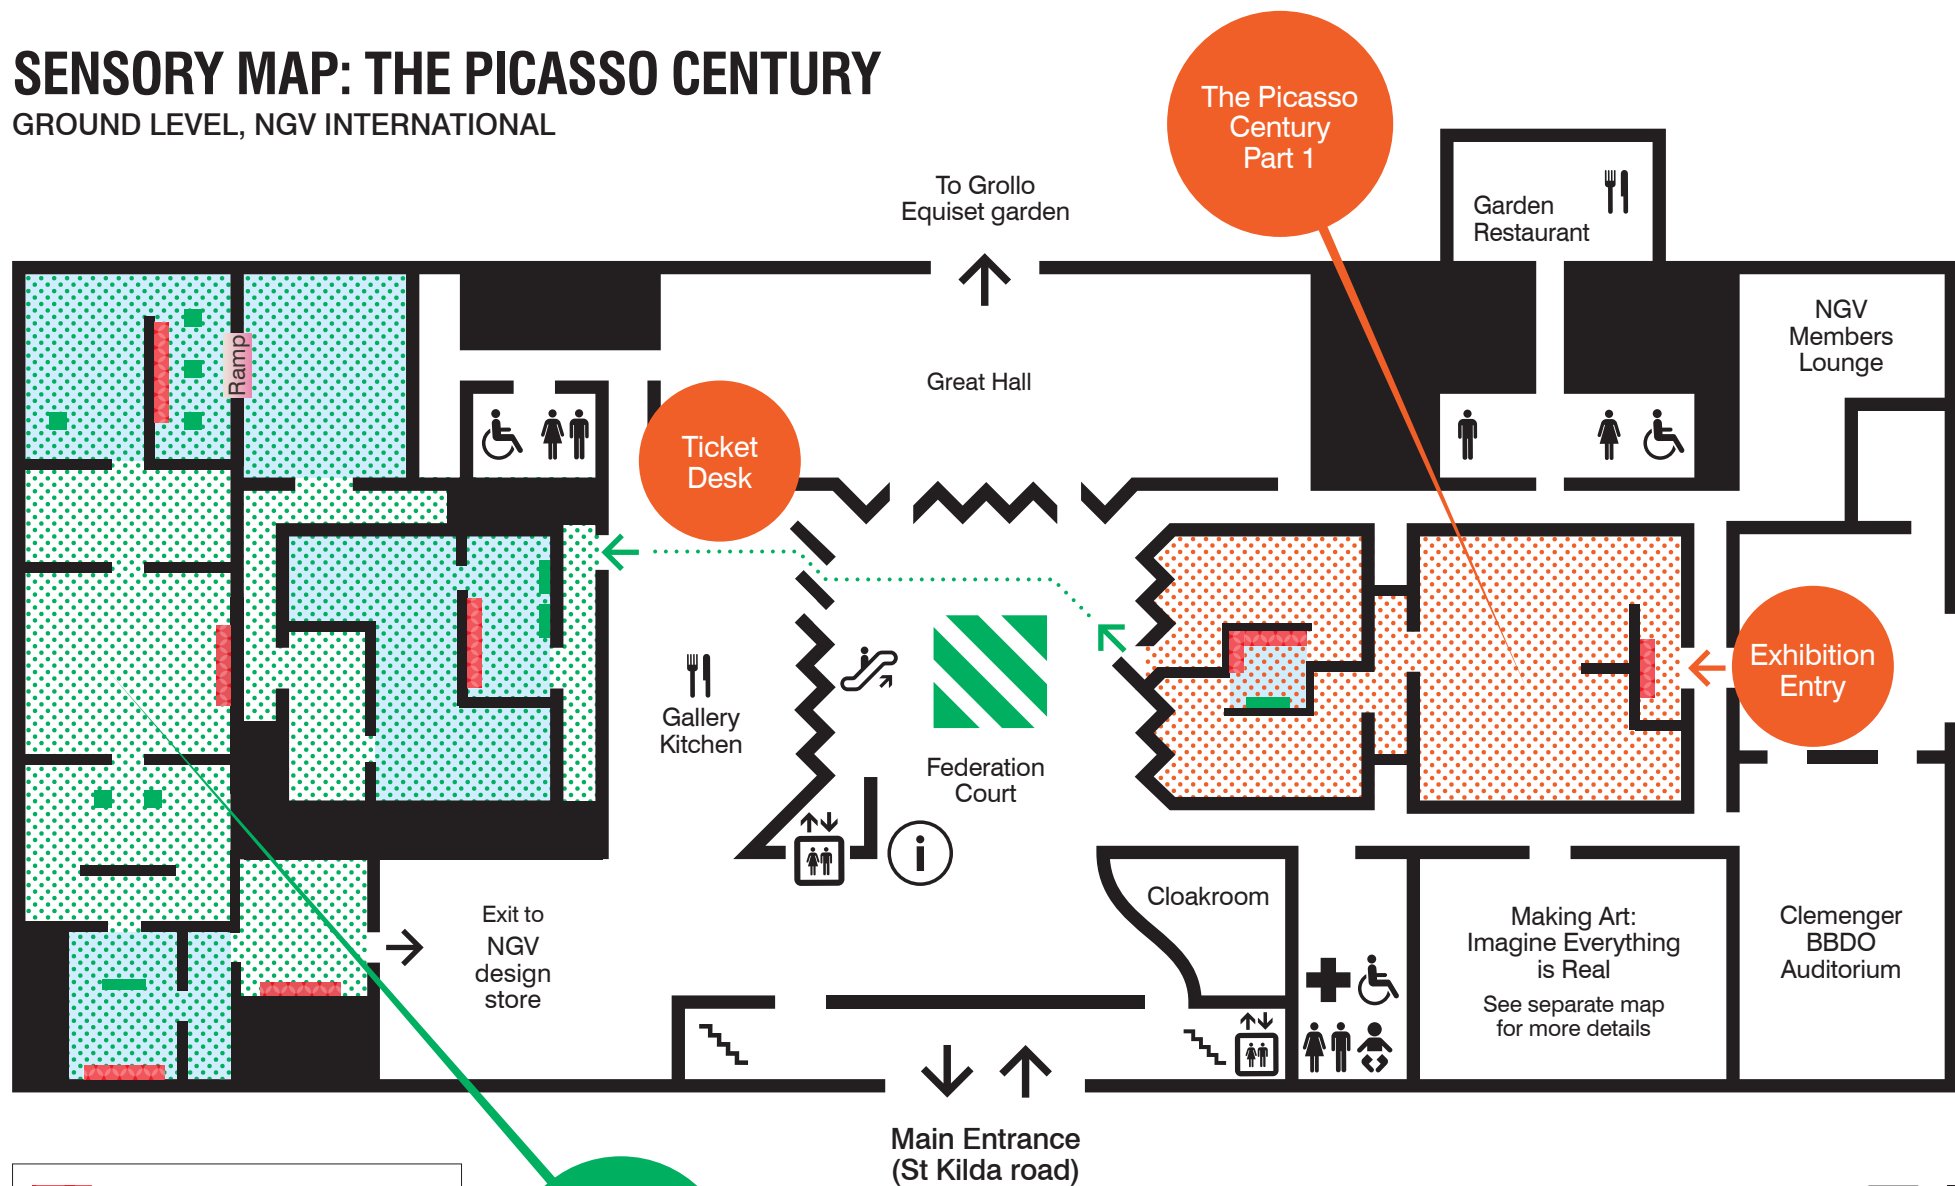 SENSORY MAP: THE PICASSO CENTURY
GROUND LEVEL, NGV INTERNATIONAL
The Picasso
Century
Part 1
To Grollo
Equiset garden
Garden
Restaurant
NGV
Members
Lounge
Ramp
Great Hall
Ticket
Desk
Exhibition
Entry
Gallery
Kitchen
Federation
Court
i
Cloakroom
Exit to
NGV
design
store
Making Art:
Imagine Everything
is Real
See separate map
for more details
Clemenger
BBDO
Auditorium
Main Entrance
(St Kilda road)